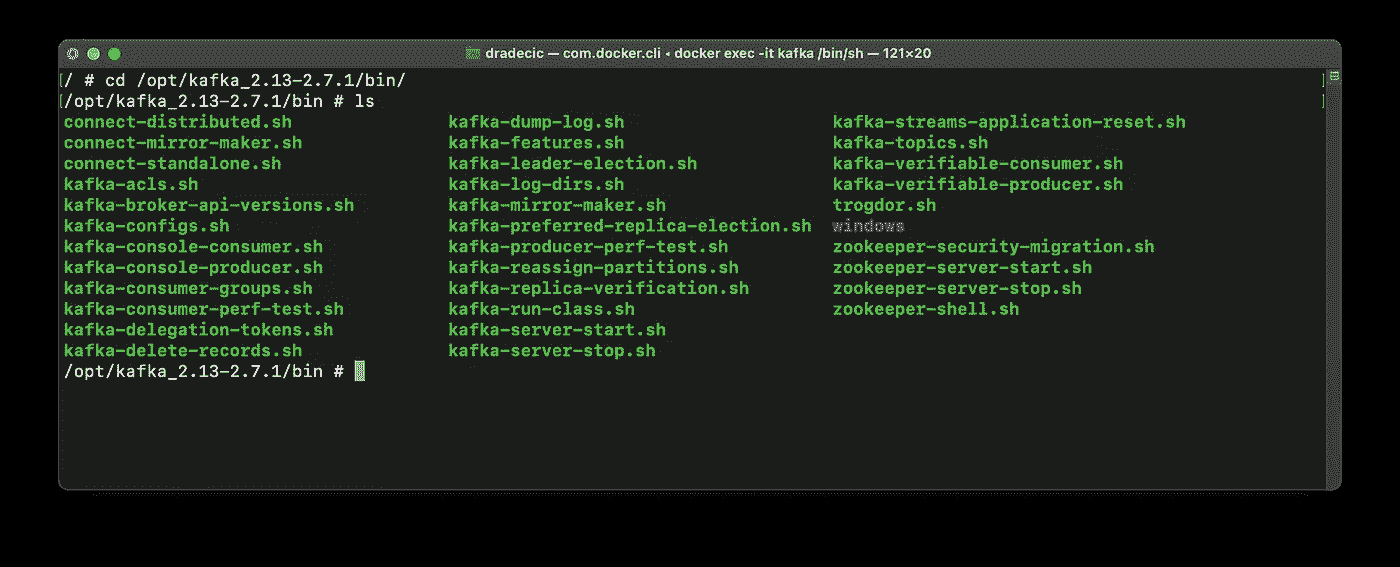 dradecic — com.docker.cli • docker exec -it kafka /bin/sh — 121×20
[/ # cd /opt/kafka_2.13-2.7.1/bin/ ]
[/opt/kafka_2.13-2.7.1/bin # ls ]
connect-distributed.sh kafka-dump-log.sh kafka-streams-application-reset.sh
connect-mirror-maker.sh kafka-features.sh kafka-topics.sh
connect-standalone.sh kafka-leader-election.sh kafka-verifiable-consumer.sh
kafka-acls.sh kafka-log-dirs.sh kafka-verifiable-producer.sh
kafka-broker-api-versions.sh kafka-mirror-maker.sh trogdor.sh
kafka-configs.sh kafka-preferred-replica-election.sh windows
kafka-console-consumer.sh kafka-producer-perf-test.sh zookeeper-security-migration.sh
kafka-console-producer.sh kafka-reassign-partitions.sh zookeeper-server-start.sh
kafka-consumer-groups.sh kafka-replica-verification.sh zookeeper-server-stop.sh
kafka-consumer-perf-test.sh kafka-run-class.sh zookeeper-shell.sh
kafka-delegation-tokens.sh kafka-server-start.sh
kafka-delete-records.sh kafka-server-stop.sh
/opt/kafka_2.13-2.7.1/bin #